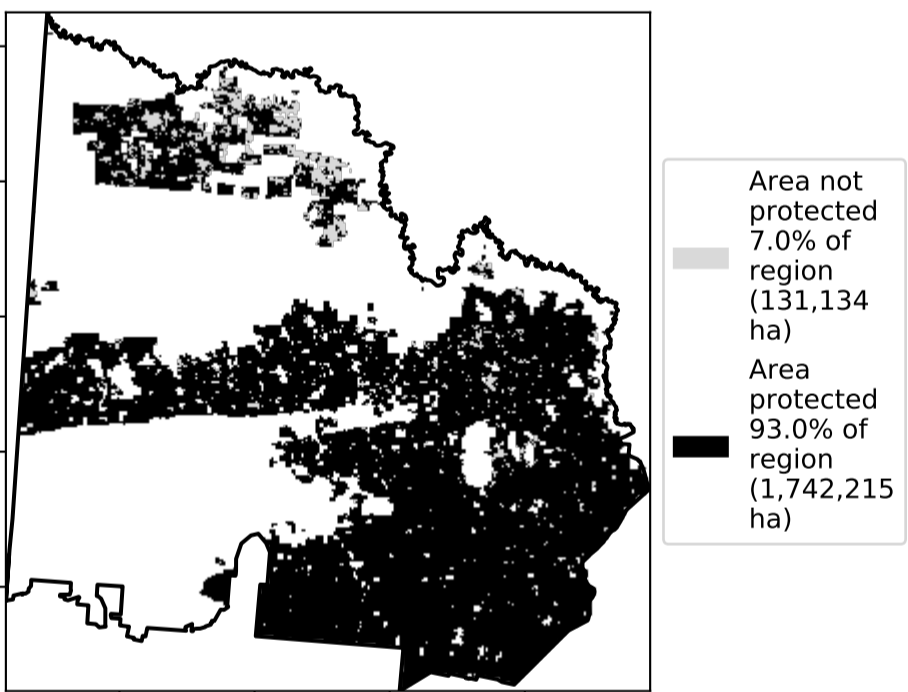 Area not
protected
7.0% of
region
(131,134
ha)
Area
protected
93.0% of
region
(1,742,215
ha)